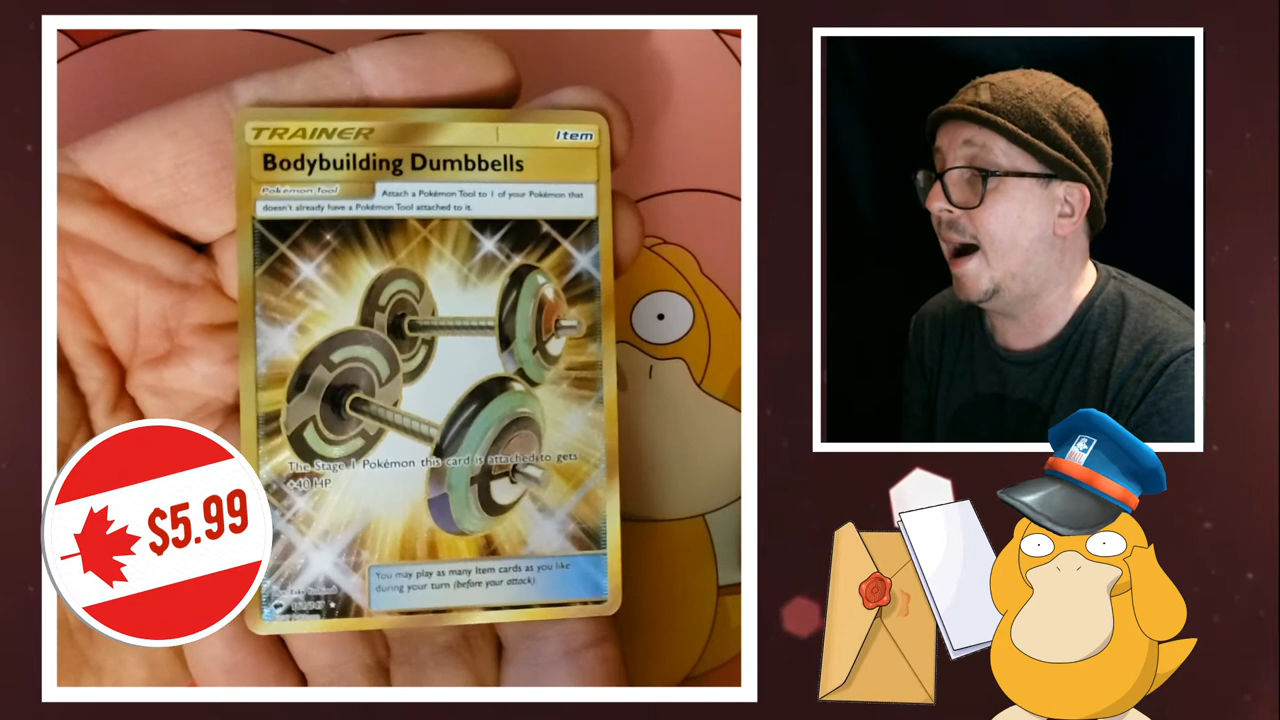 TRAINER
Item
Bodybuilding Dumbbells
Pokémon Tool
Attach a Pokémon Tool to 1 of your Pokémon that
doesn't already have a Pokémon Tool attached to it.
The Stage 1 Pokémon this card is attached to gets
+40 HP.
You may play as many Item cards as you like
during your turn (before your attack).
$5.99